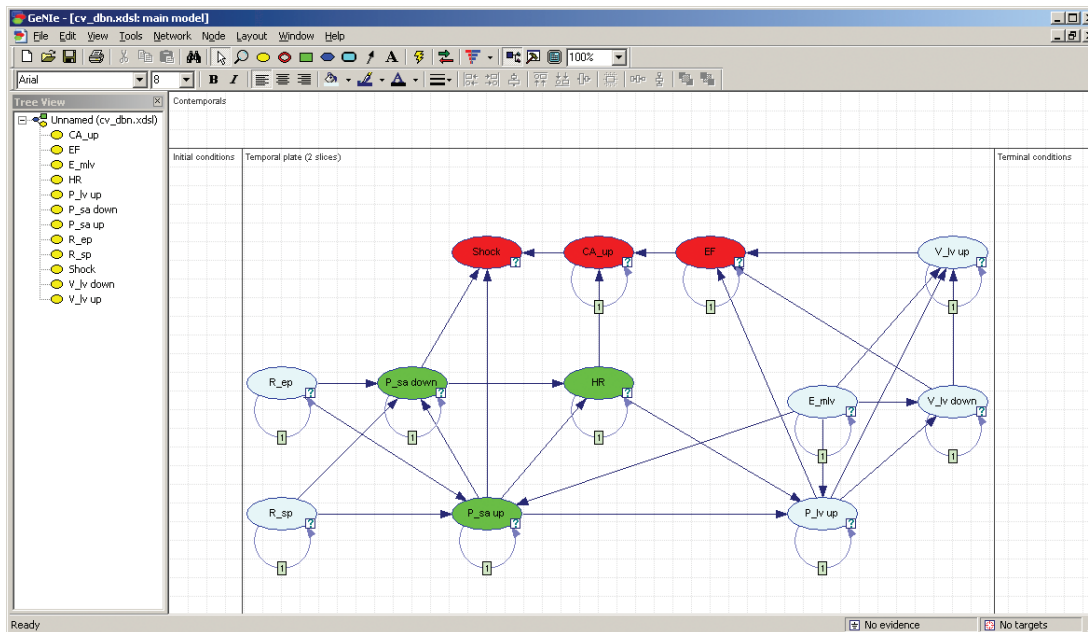 GeNIe - [cv_dbn.xdsl: main model]
File Edit View Tools Network Node Layout Window Help
A 100%
Arial 8 B I A
Tree View
Contemporals
Unnamed (cv_dbn.xdsl)
CA_up
EF
E_mlv
HR
P_lv up
P_sa down
P_sa up
R_ep
R_sp
Shock
V_lv down
V_lv up
Initial conditions Temporal plate (2 slices) Terminal conditions
Shock ? CA_up ? EF ? V_lv up ?
1 1 1
R_ep ? P_sa down ? HR ? E_mlv ? V_lv down ?
1 1 1 1 1
R_sp ? P_sa up ? P_lv up ?
1 1 1
Ready No evidence No targets